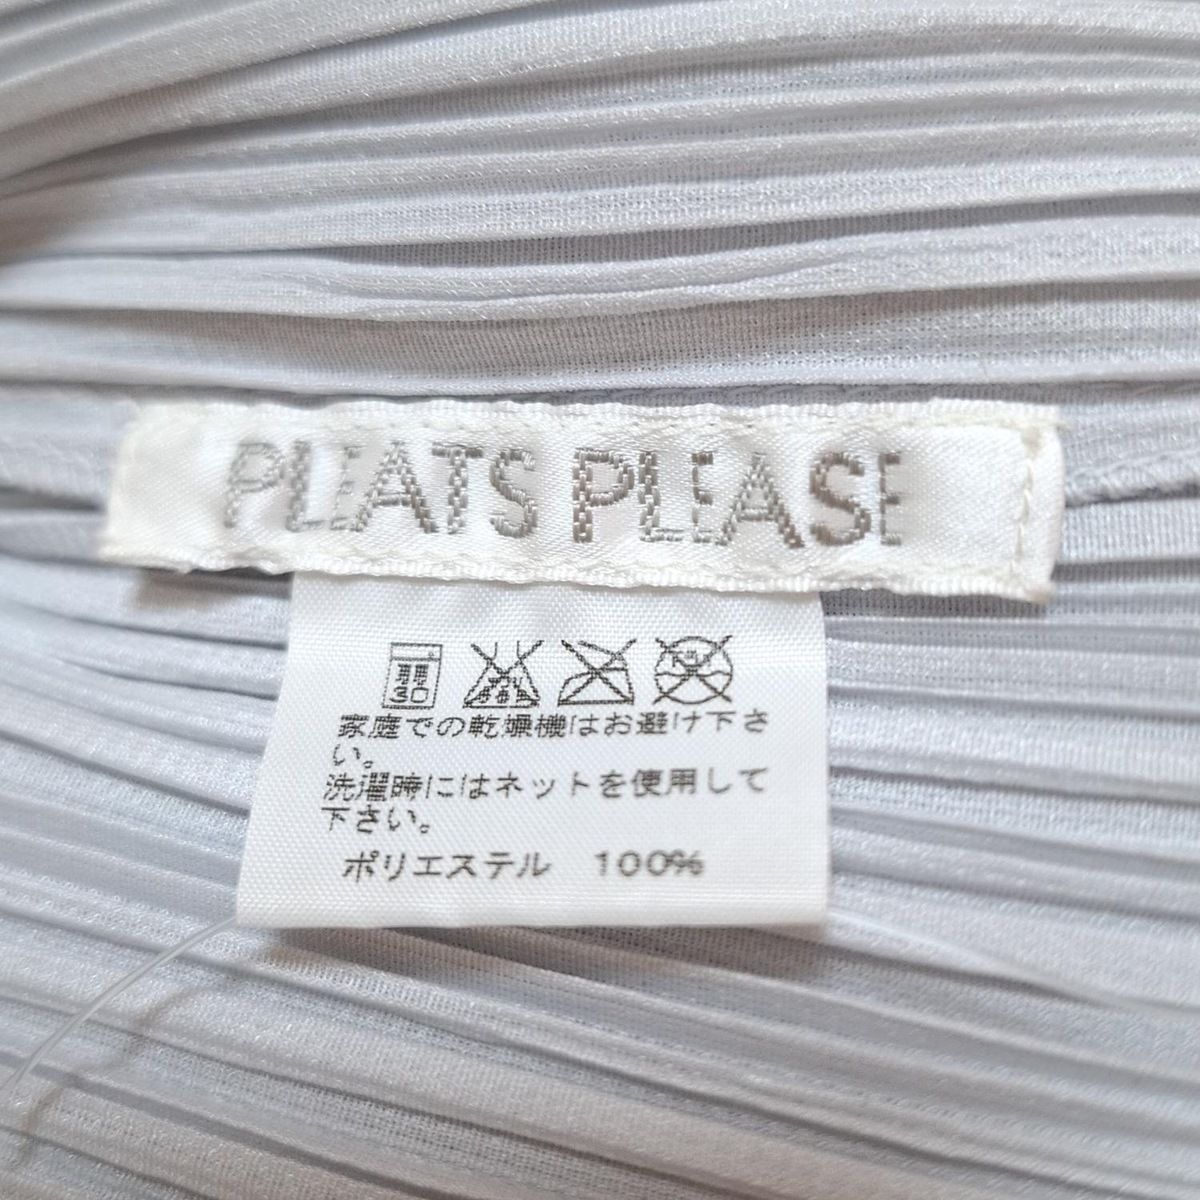 PLEATS PLEASE
30
家庭での乾燥機はお避け下さ
い。
洗濯時にはネットを使用して
下さい。
ポリエステル 100%